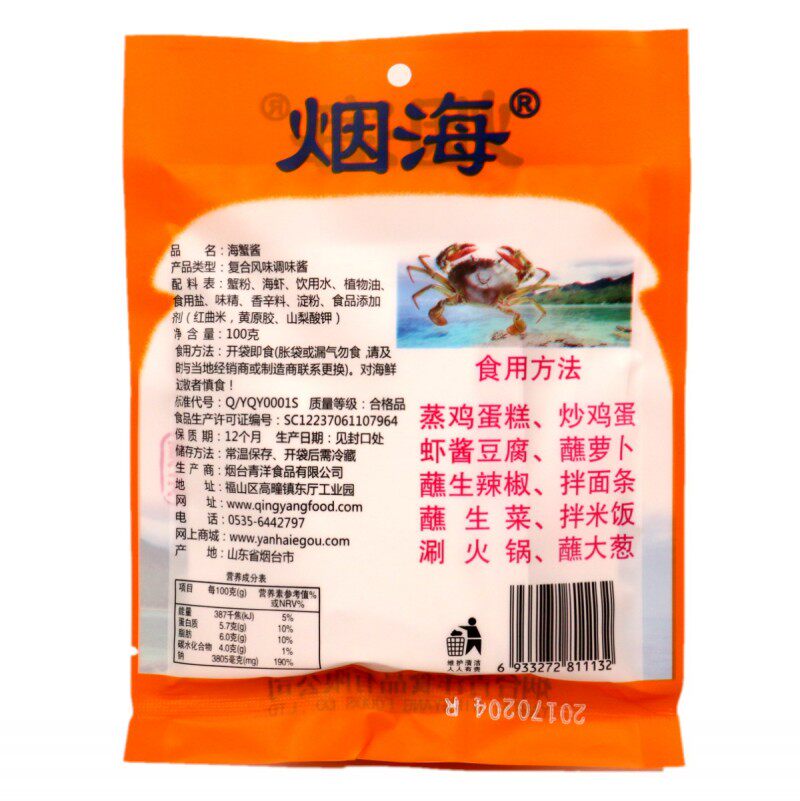 烟海®
品 名：海蟹酱
产品类型：复合风味调味酱
配 料 表：蟹粉、海虾、饮用水、植物油、
食用盐、味精、香辛料、淀粉、食品添加
剂（红曲米，黄原胶、山梨酸钾）
净 含 量：100克
食用方法：开袋即食(胀袋或漏气勿食,请及
时与当地经销商或制造商联系更换)。对海鲜
过敏者慎食！
标准代号：Q/YQY0001S 质量等级：合格品
食品生产许可证编号：SC12237061107964
保 质 期：12个月 生产日期：见封口处
储存方法：常温保存、开袋后需冷藏
生 产 商：烟台青洋食品有限公司
地 址：福山区高疃镇东厅工业园
网 址：www.qingyangfood.com
电 话：0535-6442797
网上商城：www.yanhaiegou.com
产 地：山东省烟台市
营养成分表
项目 每100克(g) 营养素参考值%或NRV%
能量 387千焦(kJ) 5%
蛋白质 5.7克(g) 10%
脂肪 6.0克(g) 10%
碳水化合物 4.0克(g) 1%
钠 3805毫克(mg) 190%
食用方法
蒸鸡蛋糕、炒鸡蛋
虾酱豆腐、蘸萝卜
蘸生辣椒、拌面条
蘸 生 菜、拌米饭
涮 火 锅、蘸大葱
维护清洁
人人有责
6 933272 811132
20170204 R